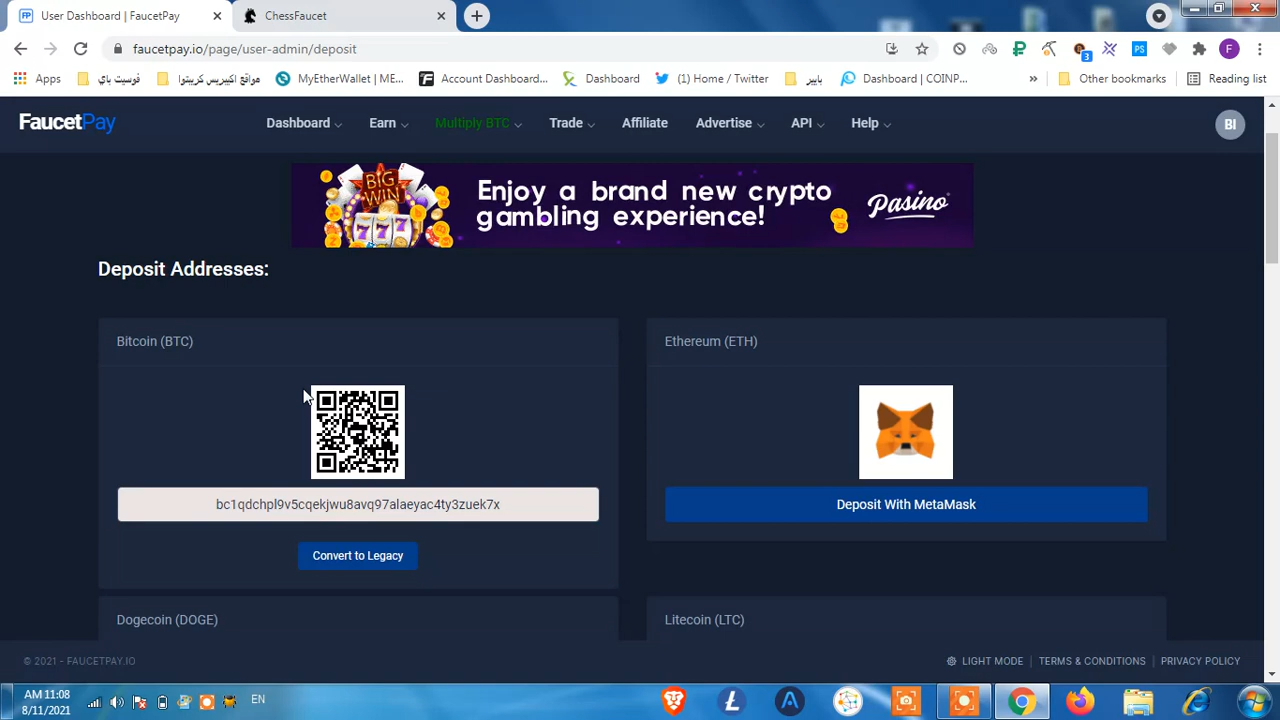 User Dashboard | FaucetPay
ChessFaucet
faucetpay.io/page/user-admin/deposit
Apps
فوسيت باي
مواقع اكيبريس كريبتوا
MyEtherWallet | ME...
Account Dashboard...
Dashboard
(1) Home / Twitter
بايير
Dashboard | COINP...
Other bookmarks
Reading list
FaucetPay
Dashboard
Earn
Multiply BTC
Trade
Affiliate
Advertise
API
Help
BI
BIG WIN
777
Enjoy a brand new crypto
gambling experience!
Pasino
Deposit Addresses:
Bitcoin (BTC)
bc1qdchpl9v5cqekjwu8avq97alaeyac4ty3zuek7x
Convert to Legacy
Ethereum (ETH)
Deposit With MetaMask
Dogecoin (DOGE)
Litecoin (LTC)
© 2021 - FAUCETPAY.IO
LIGHT MODE
TERMS & CONDITIONS
PRIVACY POLICY
AM 11:08
8/11/2021
EN